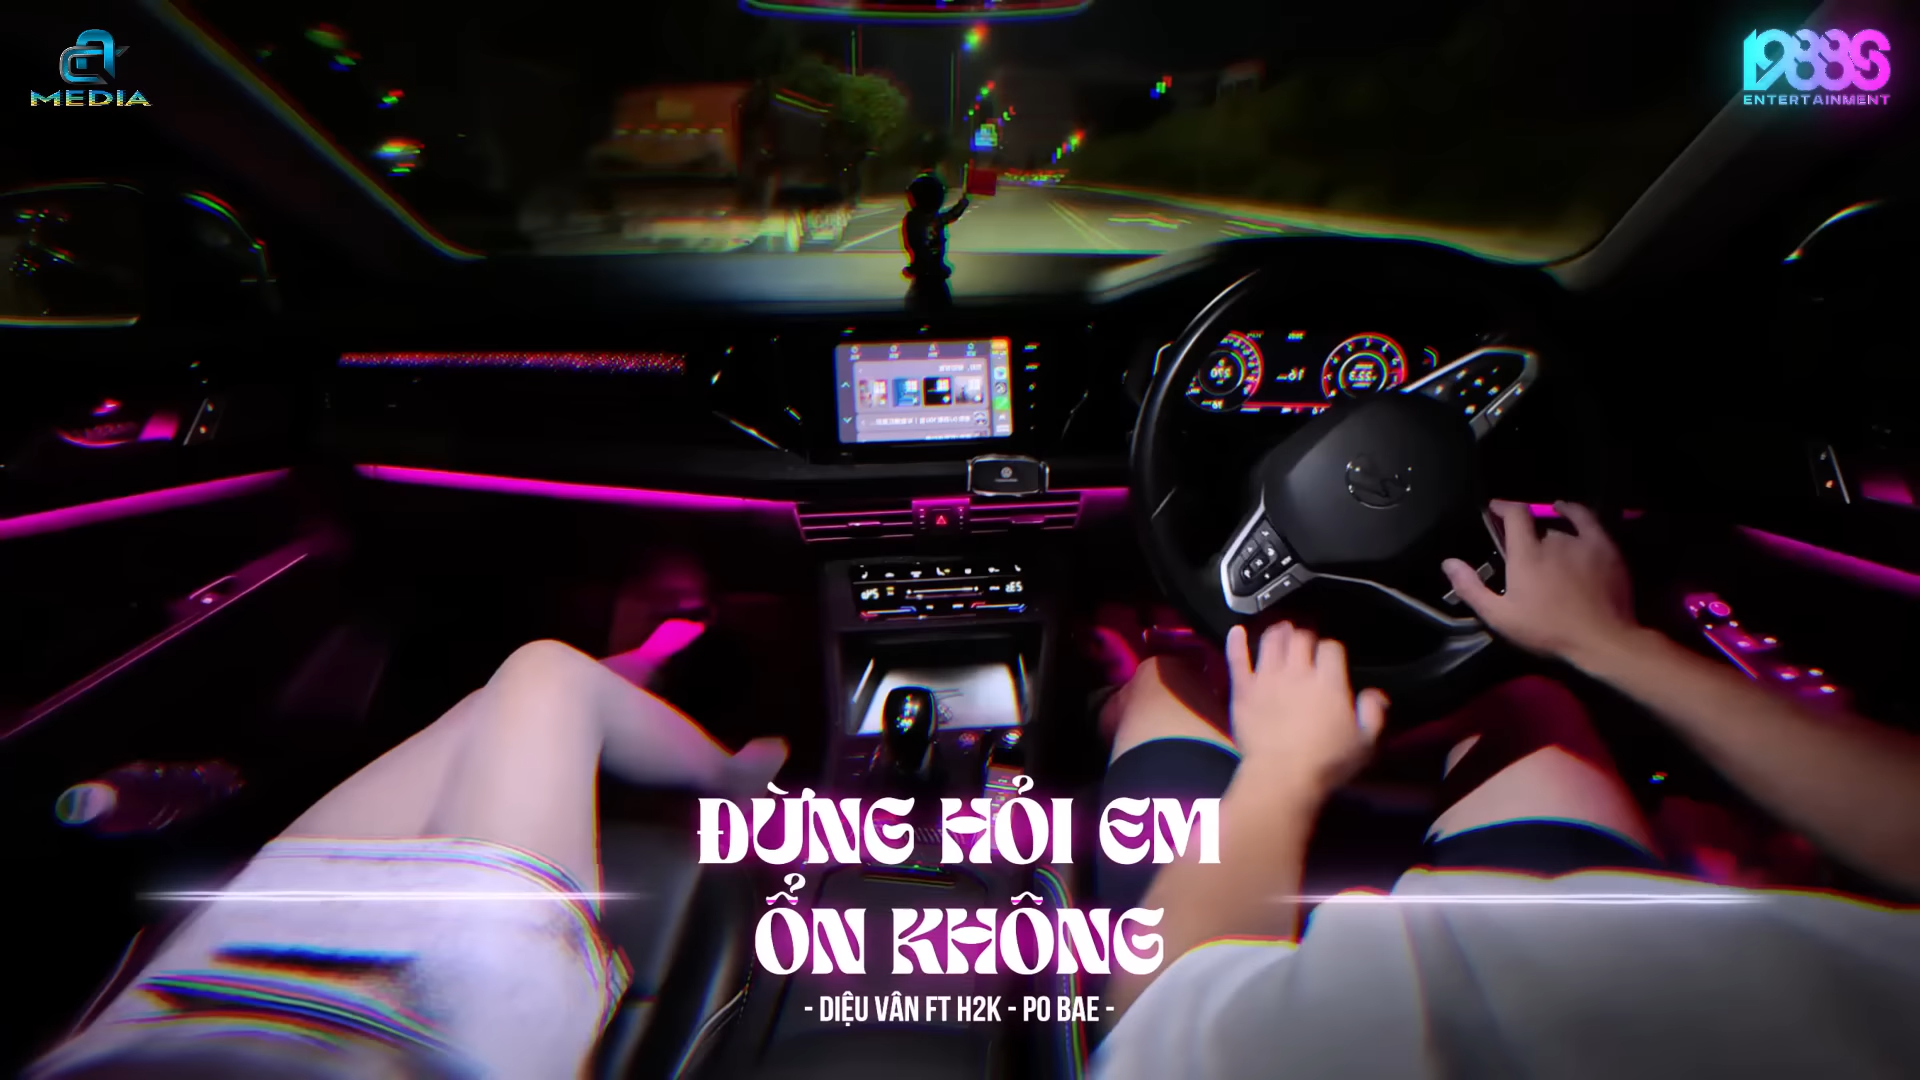 MEDIA
1988S
ENTERTAINMENT
ĐỪNG HỎI EM
ỔN KHÔNG
- DIỆU VÂN FT H2K - PO BAE -